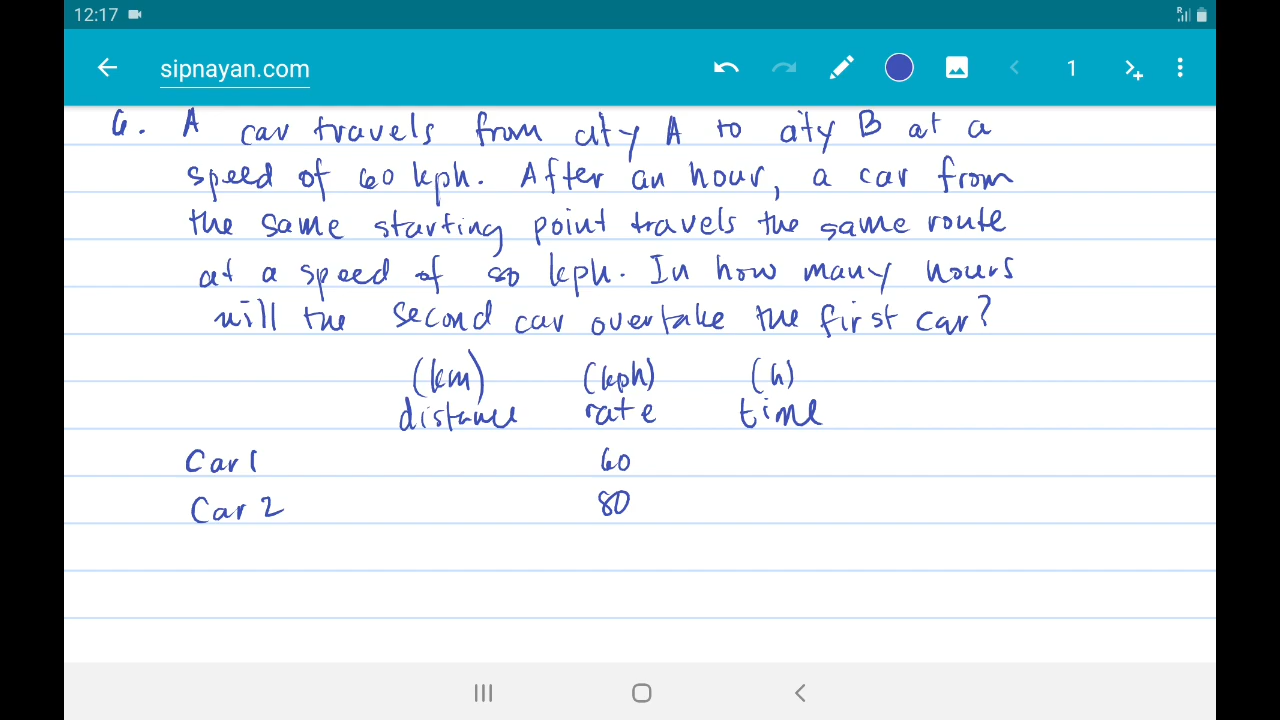 12:17
sipnayan.com
1
6. A car travels from city A to city B at a
speed of 60 kph. After an hour, a car from
the same starting point travels the same route
at a speed of 80 kph. In how many hours
will the second car overtake the first car?
(km) (kph) (h)
distance rate time
Car 1 60
Car 2 80